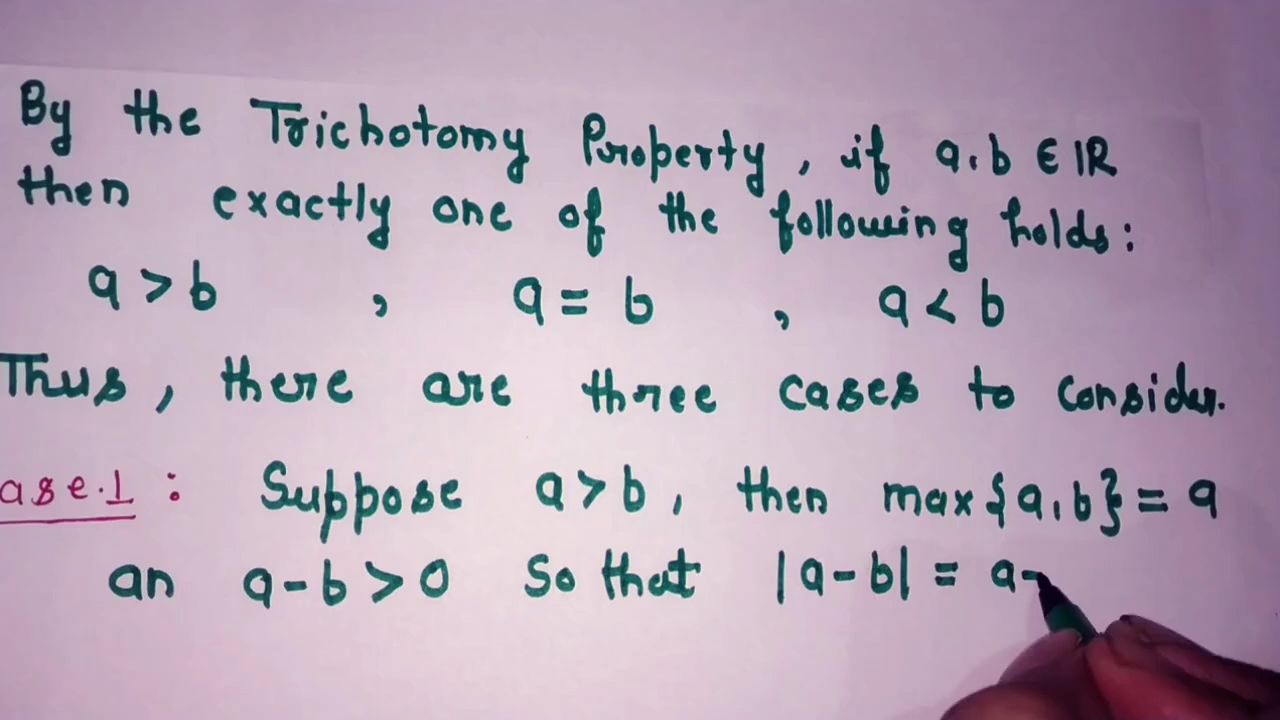 By the Trichotomy Property, if a,b ∈ IR
then exactly one of the following holds:
a > b , a = b , a < b
Thus, there are three cases to consider.
ase.1 : Suppose a > b, then max{a,b} = a
an a - b > 0 So that |a - b| = a -